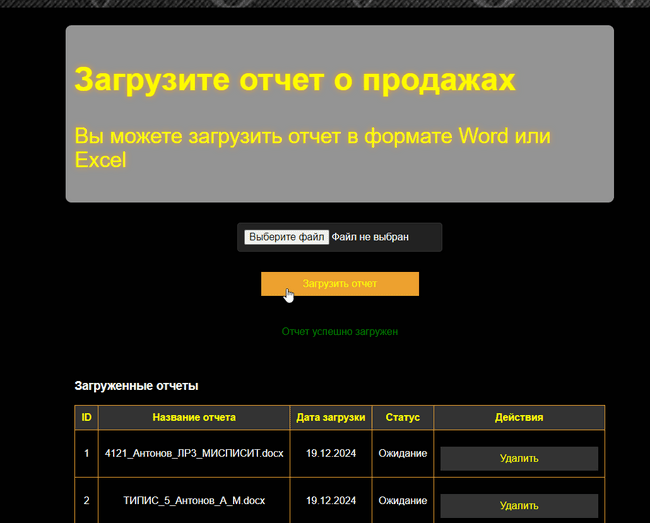 Загрузите отчет о продажах
Вы можете загрузить отчет в формате Word или
Excel
Выберите файл Файл не выбран
Загрузить отчет
Отчет успешно загружен
Загруженные отчеты
ID Название отчета Дата загрузки Статус Действия
1 4121_Антонов_ЛР3_МИСПИСИТ.docx 19.12.2024 Ожидание Удалить
2 ТИПИС_5_Антонов_А_М.docx 19.12.2024 Ожидание Удалить